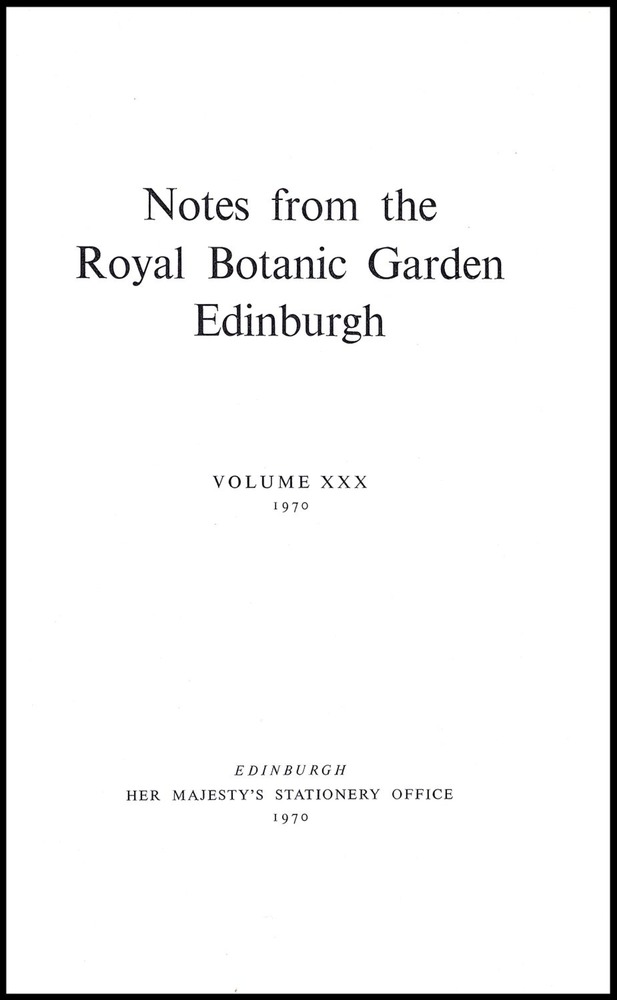 Notes from the
Royal Botanic Garden
Edinburgh
VOLUME XXX
1970
EDINBURGH
HER MAJESTY'S STATIONERY OFFICE
1970